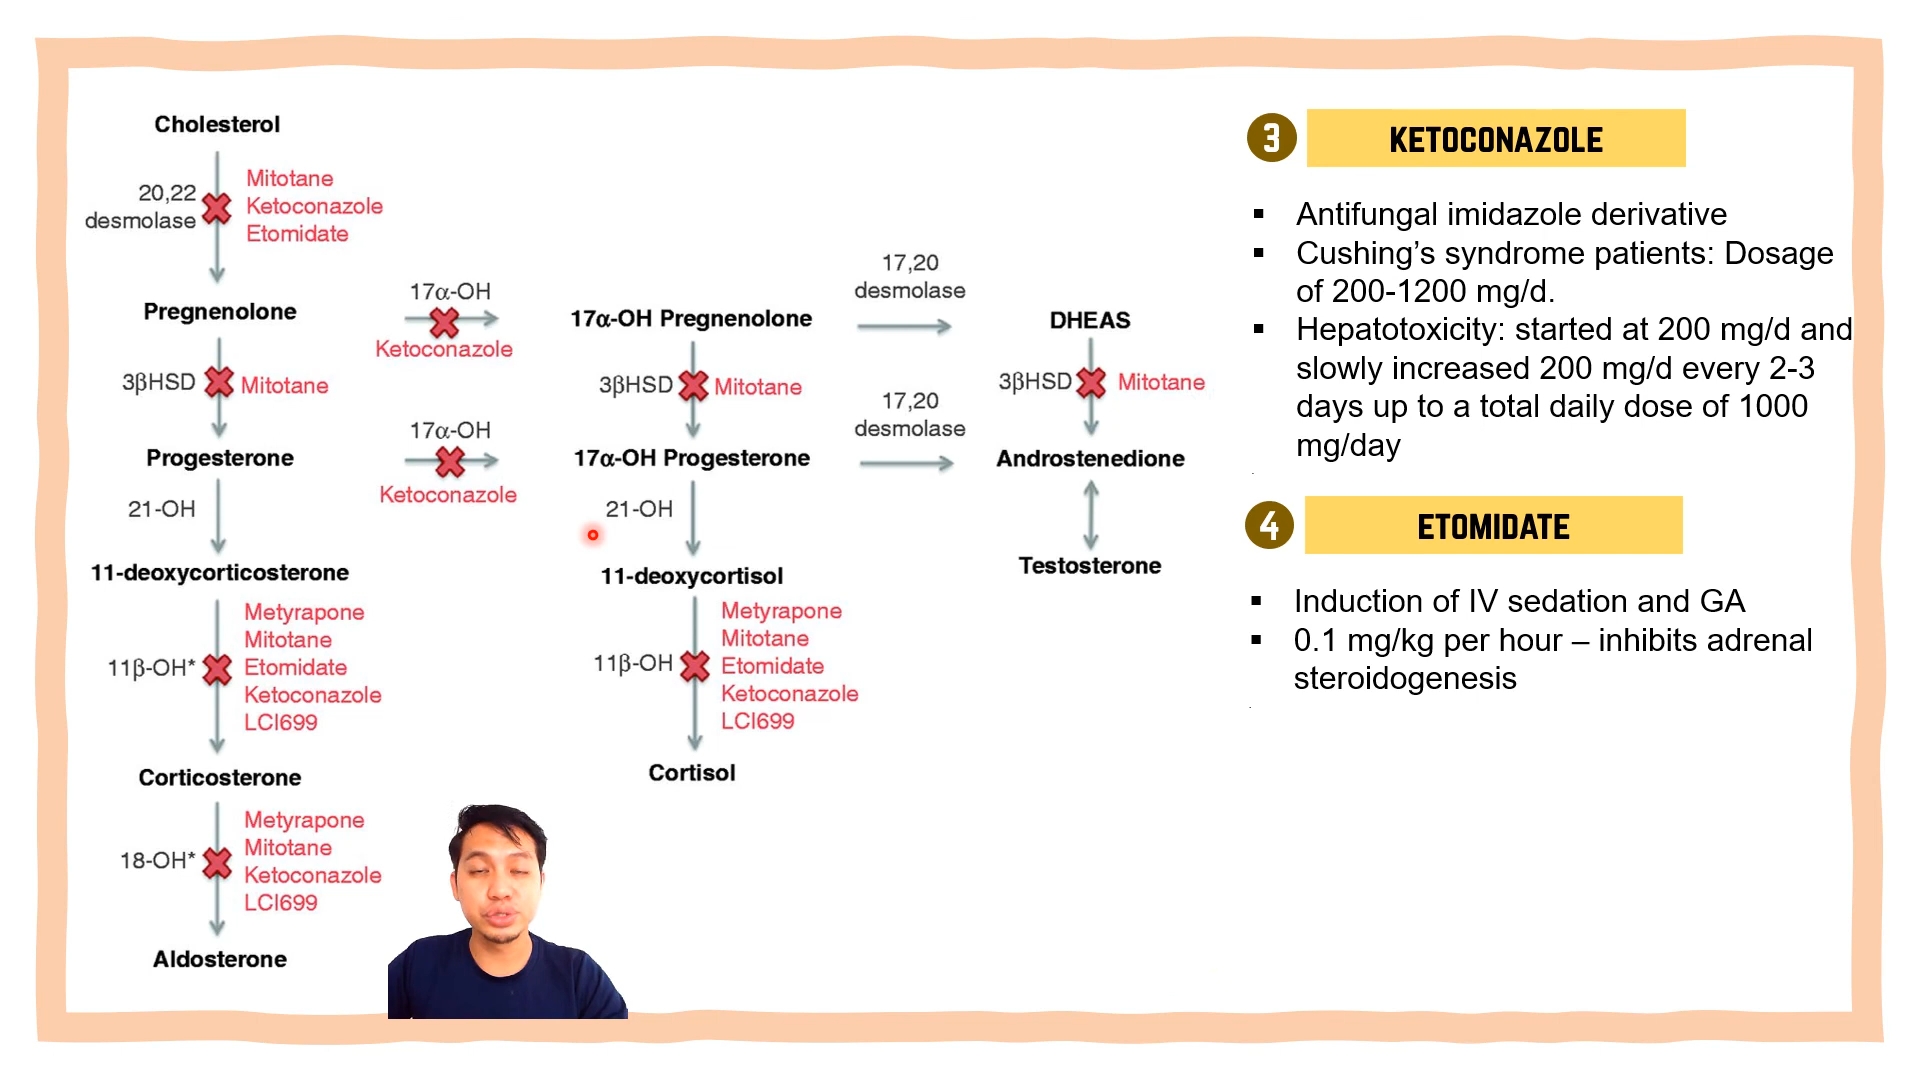 Cholesterol
20,22
desmolase
Mitotane
Ketoconazole
Etomidate
Pregnenolone
17α-OH
Ketoconazole
17α-OH Pregnenolone
17,20
desmolase
DHEAS
3βHSD
Mitotane
3βHSD
Mitotane
3βHSD
Mitotane
Progesterone
17α-OH
Ketoconazole
17α-OH Progesterone
17,20
desmolase
Androstenedione
21-OH
21-OH
11-deoxycorticosterone
11-deoxycortisol
Testosterone
11β-OH*
Metyrapone
Mitotane
Etomidate
Ketoconazole
LCI699
11β-OH
Metyrapone
Mitotane
Etomidate
Ketoconazole
LCI699
Corticosterone
Cortisol
18-OH*
Metyrapone
Mitotane
Ketoconazole
LCI699
Aldosterone
3 KETOCONAZOLE
▪ Antifungal imidazole derivative
▪ Cushing’s syndrome patients: Dosage
of 200-1200 mg/d.
▪ Hepatotoxicity: started at 200 mg/d and
slowly increased 200 mg/d every 2-3
days up to a total daily dose of 1000
mg/day
4 ETOMIDATE
▪ Induction of IV sedation and GA
▪ 0.1 mg/kg per hour – inhibits adrenal
steroidogenesis